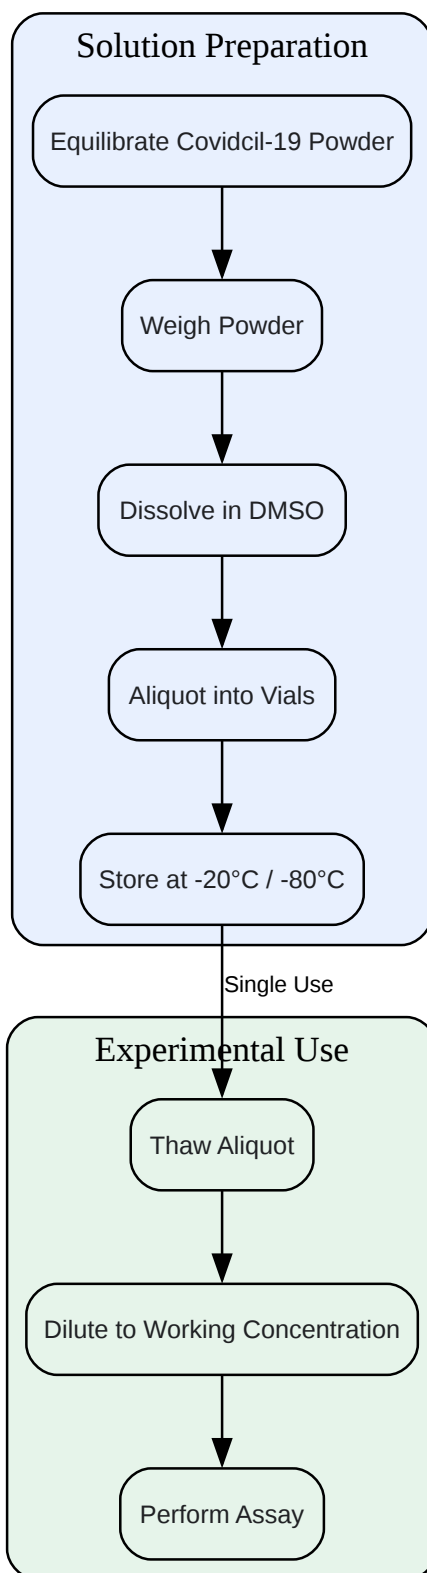 Solution Preparation
Equilibrate Covidcil-19 Powder
Weigh Powder
Dissolve in DMSO
Aliquot into Vials
Store at -20°C / -80°C
Single Use
Experimental Use
Thaw Aliquot
Dilute to Working Concentration
Perform Assay